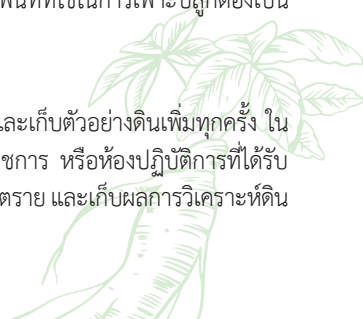 พื้นที่ที่ใช้ในการเพาะปลูกต้องเป็น
และเก็บตัวอย่างดินเพิ่มทุกครั้ง ใน
ชการ หรือห้องปฏิบัติการที่ได้รับ
ตราย และเก็บผลการวิเคราะห์ดิน